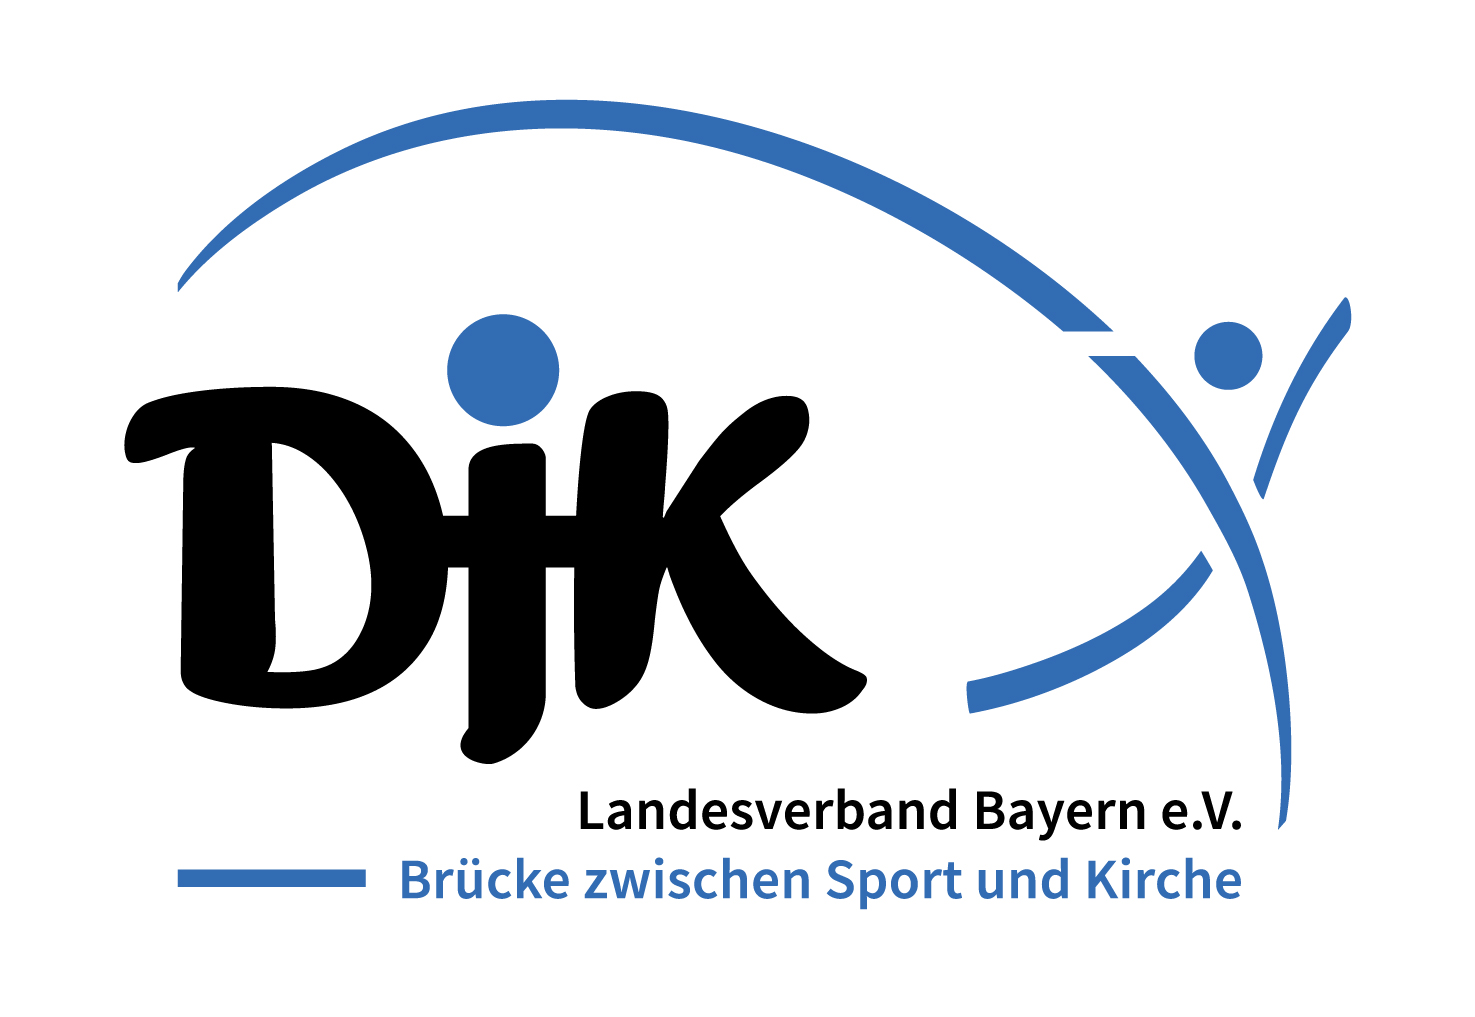 DjK
Landesverband Bayern e.V.
Brücke zwischen Sport und Kirche